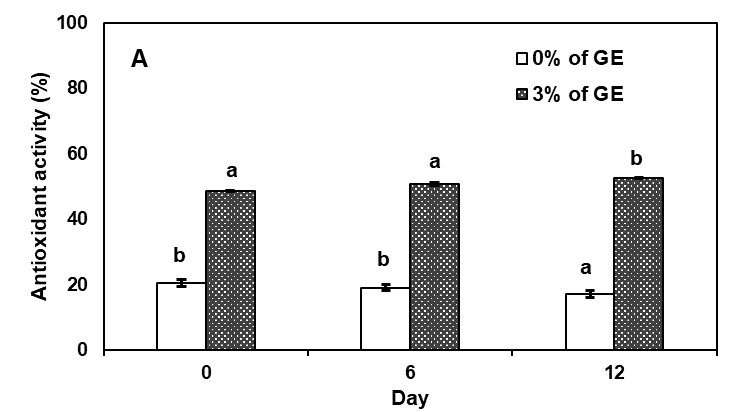 100
A
0% of GE
80
3% of GE
Antioxidant activity (%)
60
a
a
b
40
b
b
a
20
0
0
6
12
Day